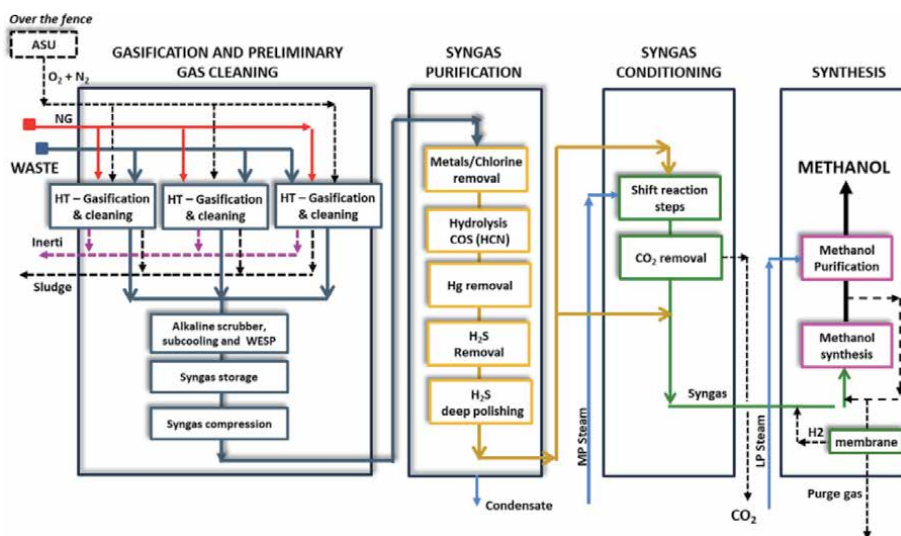 Over the fence
ASU
O2 + N2
GASIFICATION AND PRELIMINARY
GAS CLEANING
NG
WASTE
HT – Gasification
& cleaning
HT – Gasification
& cleaning
HT – Gasification
& cleaning
Inerti
Sludge
Alkaline scrubber,
subcooling and WESP
Syngas storage
Syngas compression
SYNGAS
PURIFICATION
Metals/Chlorine
removal
Hydrolysis
COS (HCN)
Hg removal
H2S
Removal
H2S
deep polishing
Condensate
MP Steam
SYNGAS
CONDITIONING
Shift reaction
steps
CO2 removal
Syngas
CO2
LP Steam
SYNTHESIS
METHANOL
Methanol
Purification
Methanol
synthesis
H2
membrane
Purge gas